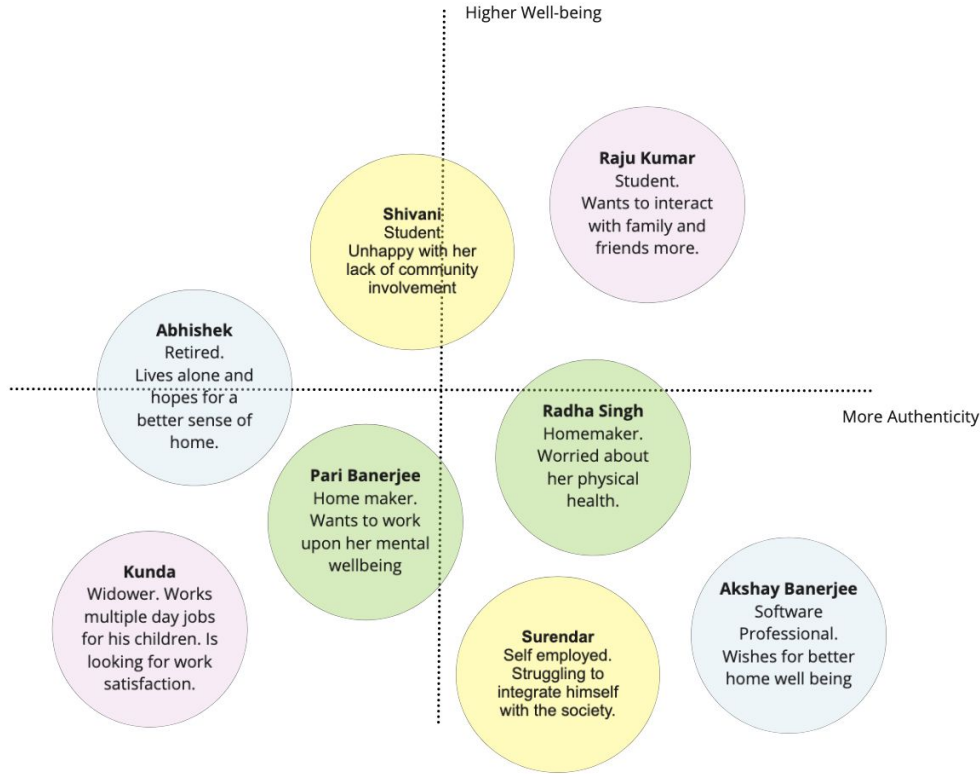 Higher Well-being
Raju Kumar
Student.
Wants to interact
with family and
friends more.
Shivani
Student
Unhappy with her
lack of community
involvement
Abhishek
Retired.
Lives alone and
hopes for a
better sense of
home.
More Authenticity
Radha Singh
Homemaker.
Worried about
her physical
health.
Pari Banerjee
Home maker.
Wants to work
upon her mental
wellbeing
Kunda
Widower. Works
multiple day jobs
for his children. Is
looking for work
satisfaction.
Surendar
Self employed.
Struggling to
integrate himself
with the society.
Akshay Banerjee
Software
Professional.
Wishes for better
home well being